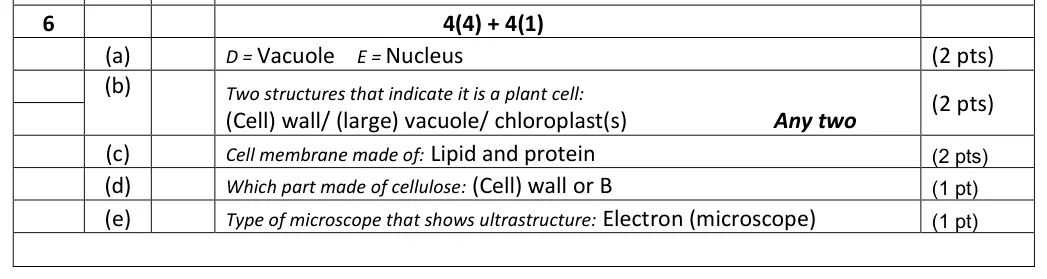 6 4(4) + 4(1)
(a) D = Vacuole E = Nucleus (2 pts)
(b) Two structures that indicate it is a plant cell:
(Cell) wall/ (large) vacuole/ chloroplast(s) Any two (2 pts)
(c) Cell membrane made of: Lipid and protein (2 pts)
(d) Which part made of cellulose: (Cell) wall or B (1 pt)
(e) Type of microscope that shows ultrastructure: Electron (microscope) (1 pt)